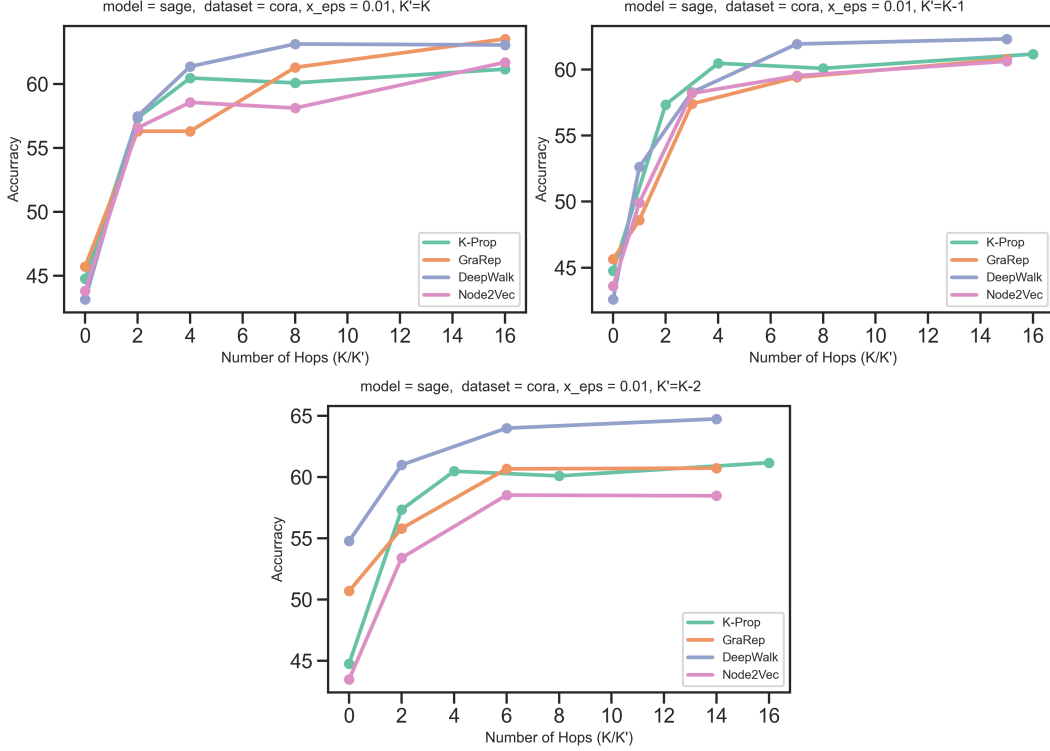 model = sage,  dataset = cora, x_eps = 0.01, K'=K
60
55
50
45
Accurracy
K-Prop
GraRep
DeepWalk
Node2Vec
0 2 4 6 8 10 12 14 16
Number of Hops (K/K')
model = sage,  dataset = cora, x_eps = 0.01, K'=K-1
60
55
50
45
Accurracy
K-Prop
GraRep
DeepWalk
Node2Vec
0 2 4 6 8 10 12 14 16
Number of Hops (K/K')
model = sage,  dataset = cora, x_eps = 0.01, K'=K-2
65
60
55
50
45
Accurracy
K-Prop
GraRep
DeepWalk
Node2Vec
0 2 4 6 8 10 12 14 16
Number of Hops (K/K')